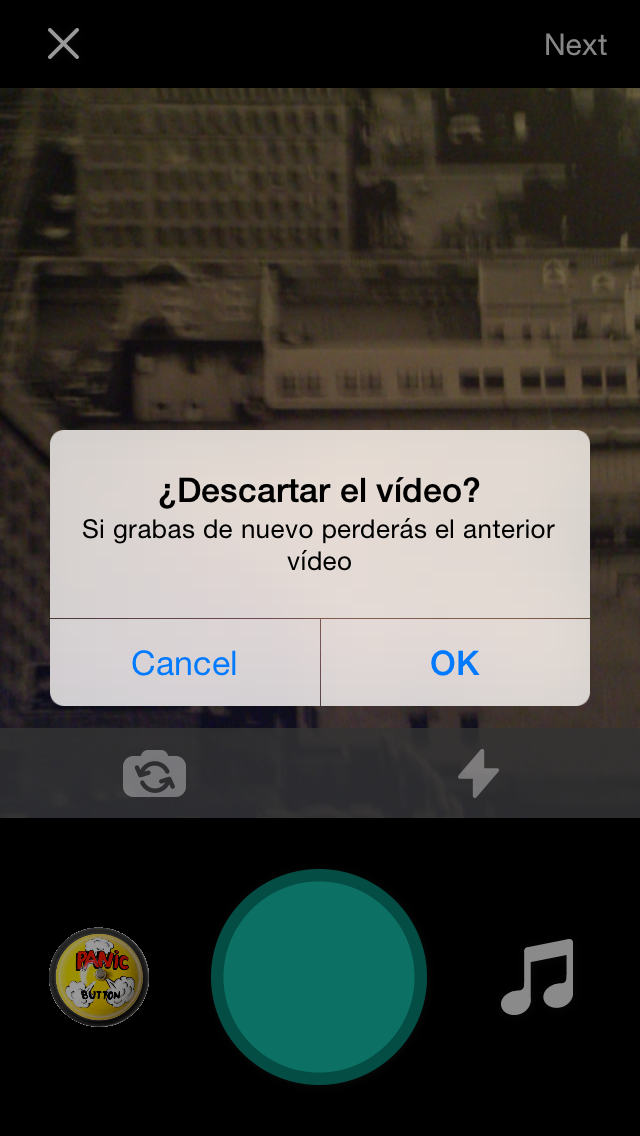 Next
¿Descartar el vídeo?
Si grabas de nuevo perderás el anterior
vídeo
Cancel
OK
PANIC
BUTTON